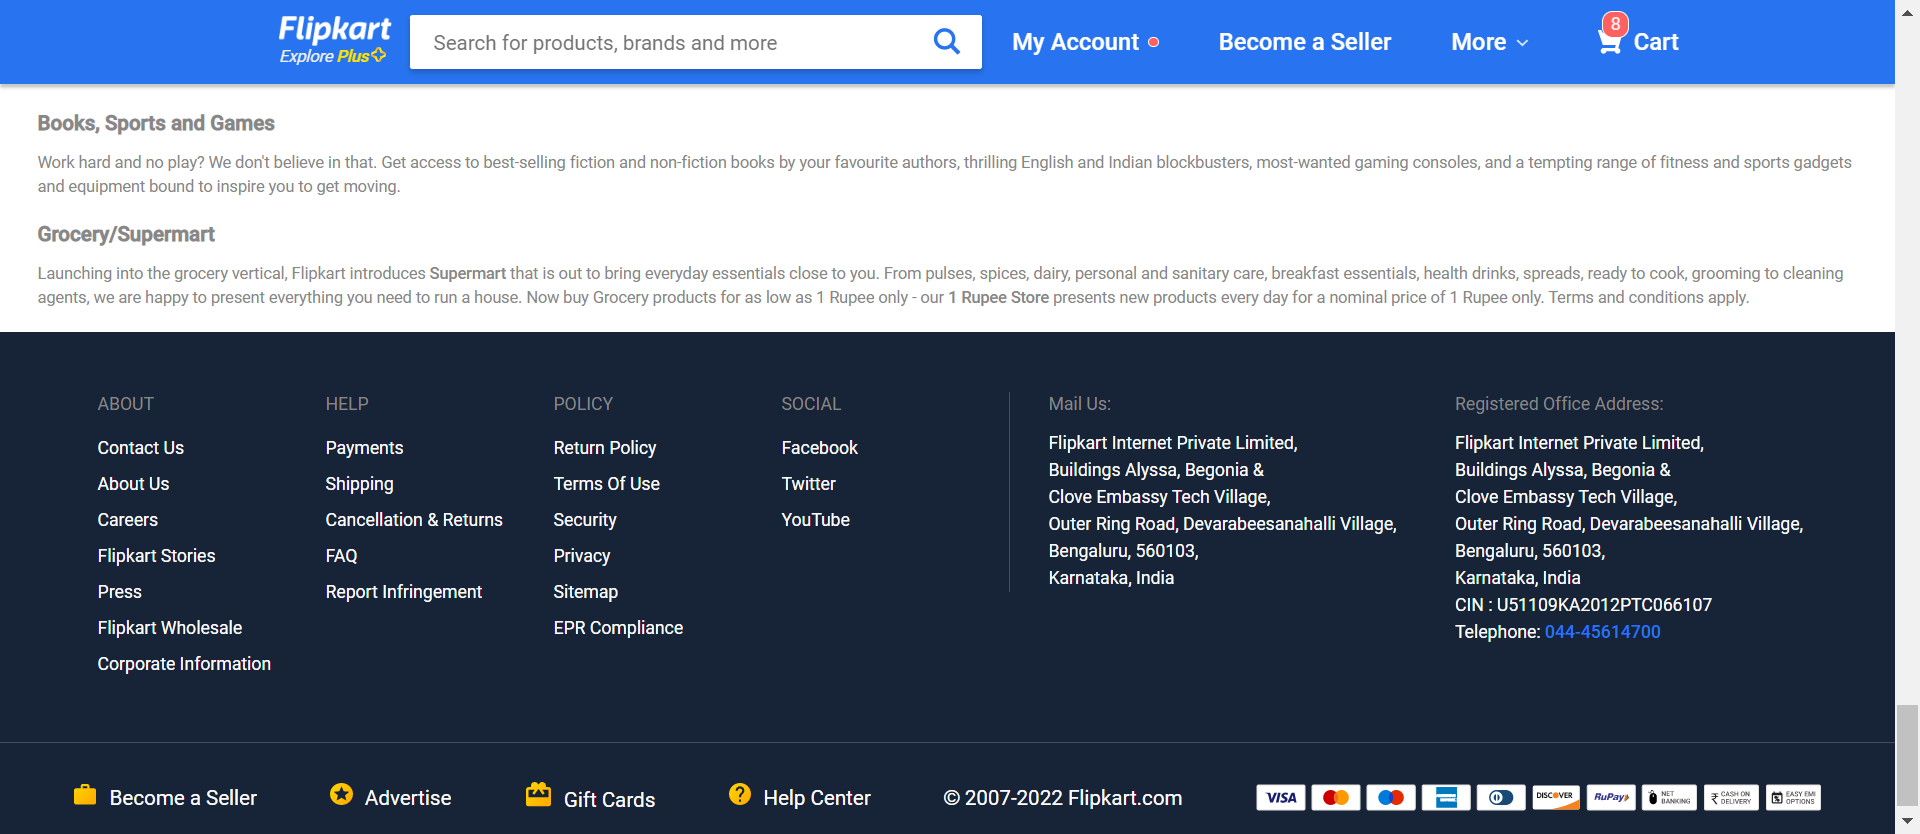 Flipkart
Explore Plus
Search for products, brands and more
My Account
Become a Seller
More
8
Cart
Books, Sports and Games
Work hard and no play? We don't believe in that. Get access to best-selling fiction and non-fiction books by your favourite authors, thrilling English and Indian blockbusters, most-wanted gaming consoles, and a tempting range of fitness and sports gadgets
and equipment bound to inspire you to get moving.
Grocery/Supermart
Launching into the grocery vertical, Flipkart introduces Supermart that is out to bring everyday essentials close to you. From pulses, spices, dairy, personal and sanitary care, breakfast essentials, health drinks, spreads, ready to cook, grooming to cleaning
agents, we are happy to present everything you need to run a house. Now buy Grocery products for as low as 1 Rupee only - our 1 Rupee Store presents new products every day for a nominal price of 1 Rupee only. Terms and conditions apply.
ABOUT
Contact Us
About Us
Careers
Flipkart Stories
Press
Flipkart Wholesale
Corporate Information
HELP
Payments
Shipping
Cancellation & Returns
FAQ
Report Infringement
POLICY
Return Policy
Terms Of Use
Security
Privacy
Sitemap
EPR Compliance
SOCIAL
Facebook
Twitter
YouTube
Mail Us:
Flipkart Internet Private Limited,
Buildings Alyssa, Begonia &
Clove Embassy Tech Village,
Outer Ring Road, Devarabeesanahalli Village,
Bengaluru, 560103,
Karnataka, India
Registered Office Address:
Flipkart Internet Private Limited,
Buildings Alyssa, Begonia &
Clove Embassy Tech Village,
Outer Ring Road, Devarabeesanahalli Village,
Bengaluru, 560103,
Karnataka, India
CIN : U51109KA2012PTC066107
Telephone: 044-45614700
Become a Seller
Advertise
Gift Cards
Help Center
© 2007-2022 Flipkart.com
VISA
DISCOVER
RuPay
NET
BANKING
CASH ON
DELIVERY
EASY EMI
OPTIONS